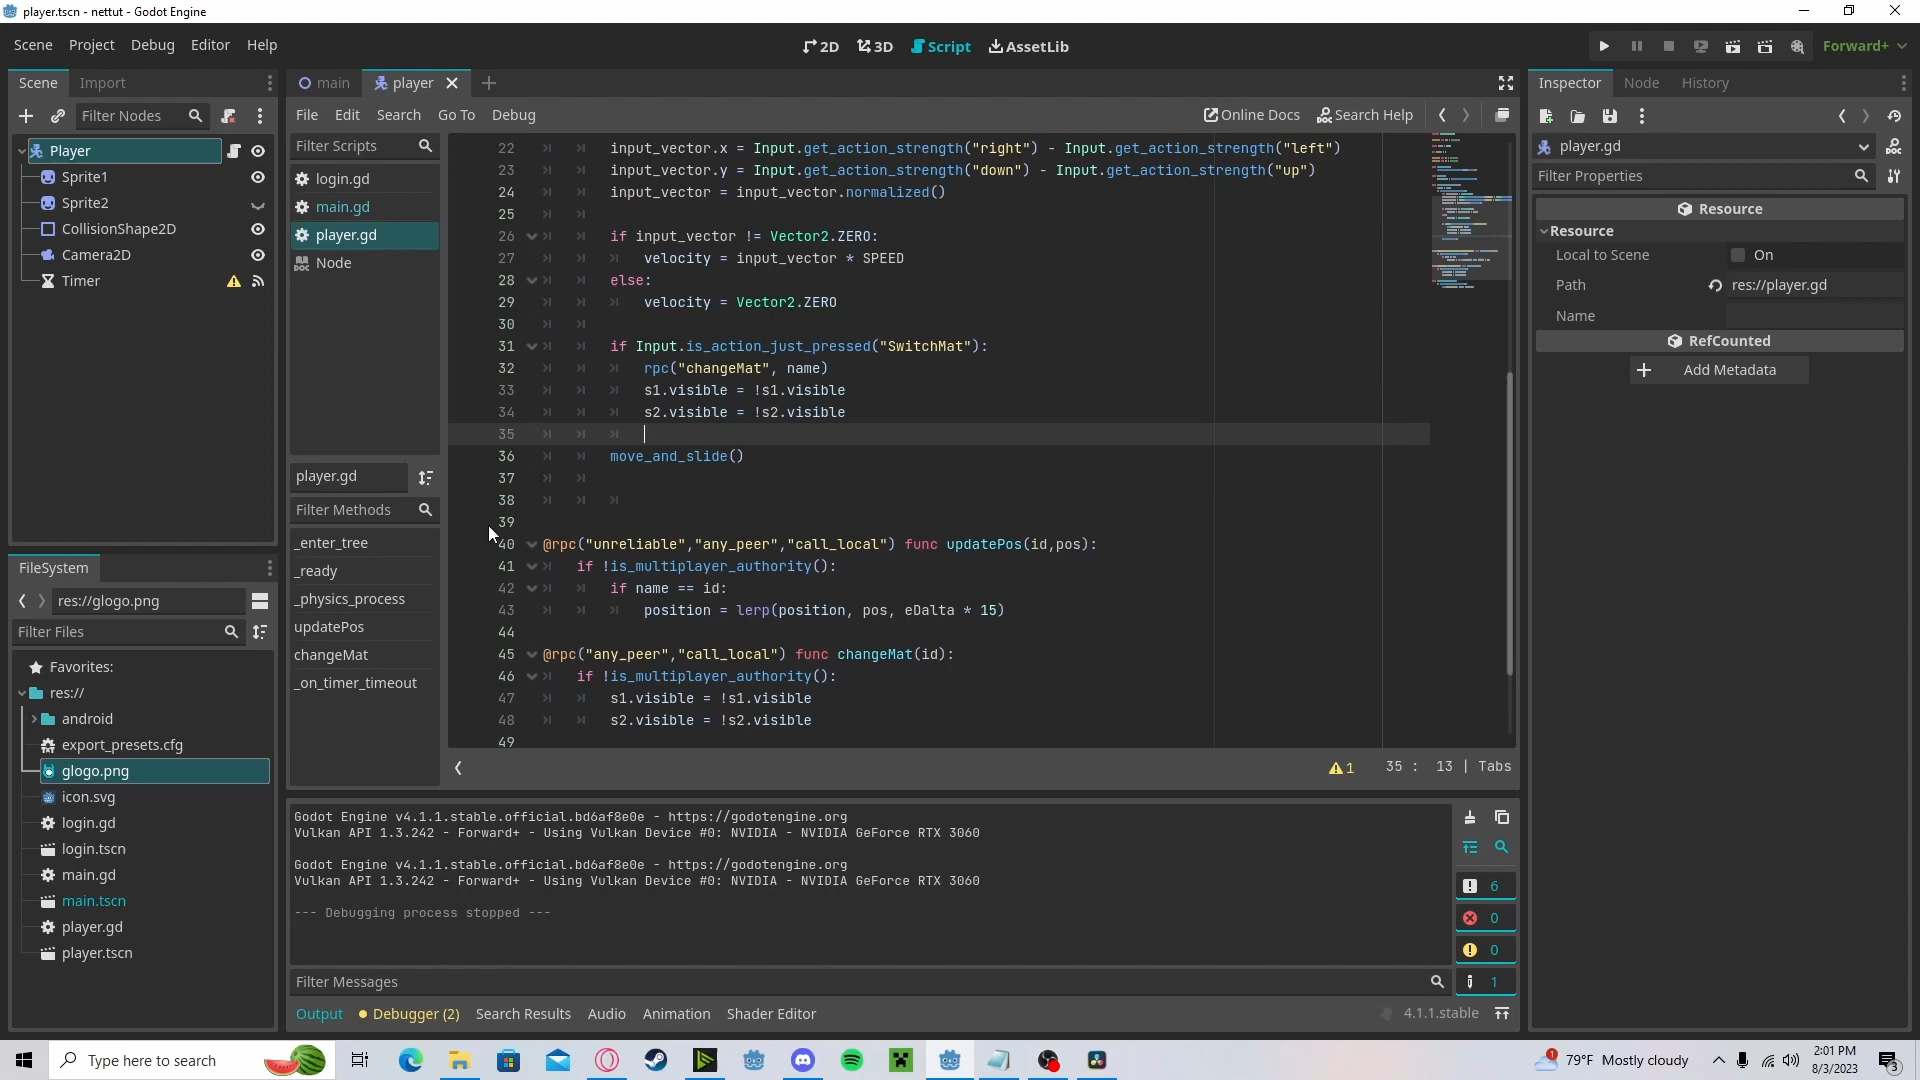 player.tscn - nettut - Godot Engine
Scene Project Debug Editor Help
2D 3D Script AssetLib
Forward+
Scene Import
main player
Inspector Node History
Filter Nodes
File Edit Search Go To Debug
Online Docs Search Help
Player
Sprite1
Sprite2
CollisionShape2D
Camera2D
Timer
Filter Scripts
login.gd
main.gd
player.gd
Node
player.gd
Filter Methods
_enter_tree
_ready
_physics_process
updatePos
changeMat
_on_timer_timeout
22 input_vector.x = Input.get_action_strength("right") - Input.get_action_strength("left")
23 input_vector.y = Input.get_action_strength("down") - Input.get_action_strength("up")
24 input_vector = input_vector.normalized()
25
26 if input_vector != Vector2.ZERO:
27 velocity = input_vector * SPEED
28 else:
29 velocity = Vector2.ZERO
30
31 if Input.is_action_just_pressed("SwitchMat"):
32 rpc("changeMat", name)
33 s1.visible = !s1.visible
34 s2.visible = !s2.visible
35
36 move_and_slide()
37
38
39
40 @rpc("unreliable","any_peer","call_local") func updatePos(id,pos):
41 if !is_multiplayer_authority():
42 if name == id:
43 position = lerp(position, pos, eDalta * 15)
44
45 @rpc("any_peer","call_local") func changeMat(id):
46 if !is_multiplayer_authority():
47 s1.visible = !s1.visible
48 s2.visible = !s2.visible
49
1 35 : 13 | Tabs
player.gd
Filter Properties
Resource
Resource
Local to Scene On
Path res://player.gd
Name
RefCounted
Add Metadata
FileSystem
res://glogo.png
Filter Files
Favorites:
res://
android
export_presets.cfg
glogo.png
icon.svg
login.gd
login.tscn
main.gd
main.tscn
player.gd
player.tscn
Godot Engine v4.1.1.stable.official.bd6af8e0e - https://godotengine.org
Vulkan API 1.3.242 - Forward+ - Using Vulkan Device #0: NVIDIA - NVIDIA GeForce RTX 3060
Godot Engine v4.1.1.stable.official.bd6af8e0e - https://godotengine.org
Vulkan API 1.3.242 - Forward+ - Using Vulkan Device #0: NVIDIA - NVIDIA GeForce RTX 3060
--- Debugging process stopped ---
6
0
0
1
Filter Messages
Output Debugger (2) Search Results Audio Animation Shader Editor
4.1.1.stable
Type here to search
79°F Mostly cloudy
2:01 PM
8/3/2023
3